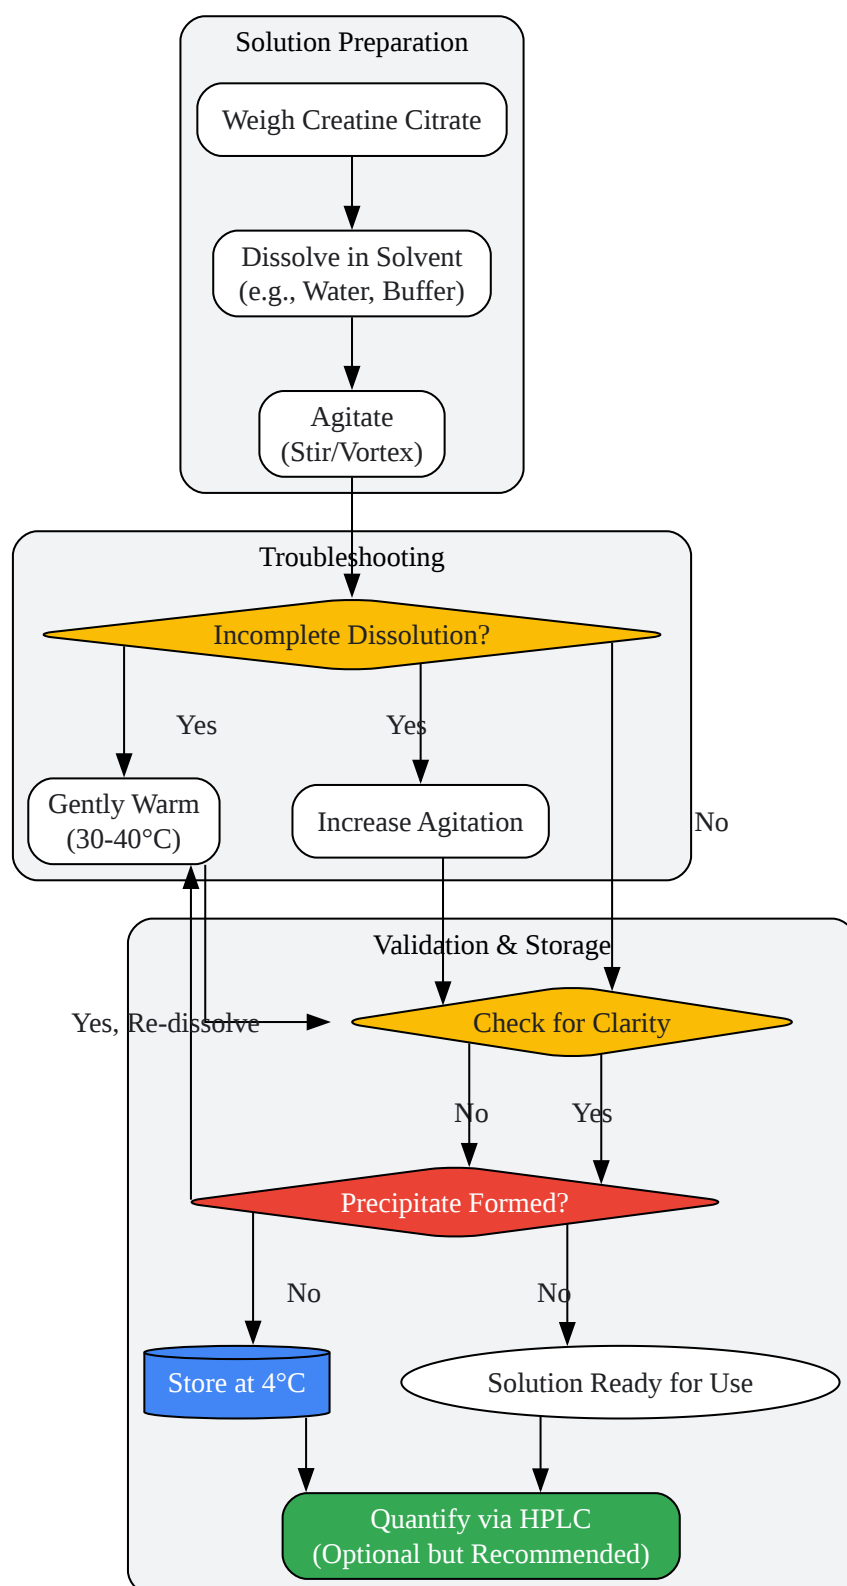 Solution Preparation
Weigh Creatine Citrate
Dissolve in Solvent
(e.g., Water, Buffer)
Agitate
(Stir/Vortex)
Troubleshooting
Incomplete Dissolution?
Yes
Yes
Gently Warm
(30-40°C)
Increase Agitation
No
Validation & Storage
Yes, Re-dissolve
Check for Clarity
No
Yes
Precipitate Formed?
No
No
Store at 4°C
Solution Ready for Use
Quantify via HPLC
(Optional but Recommended)